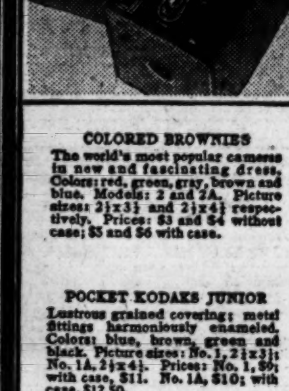 COLORED BROWNIES
The world's most popular cameras
in new and fascinating dress.
Colors: red, green, gray, brown and
blue. Models: 2 and 2A. Picture
sizes: 2¼x3¼ and 2½x4¼ respec-
tively. Prices: $3 and $4 without
case; $5 and $6 with case.
POCKET KODAKS JUNIOR
Lustrous grained covering; metal
fittings harmoniously enameled.
Colors: blue, brown, green and
black. Picture sizes: No. 1, 2¼x3¼;
No. 1A, 2½x4¼. Prices: No. 1, $9;
with case, $11. No. 1A, $10; with
case, $12.50.